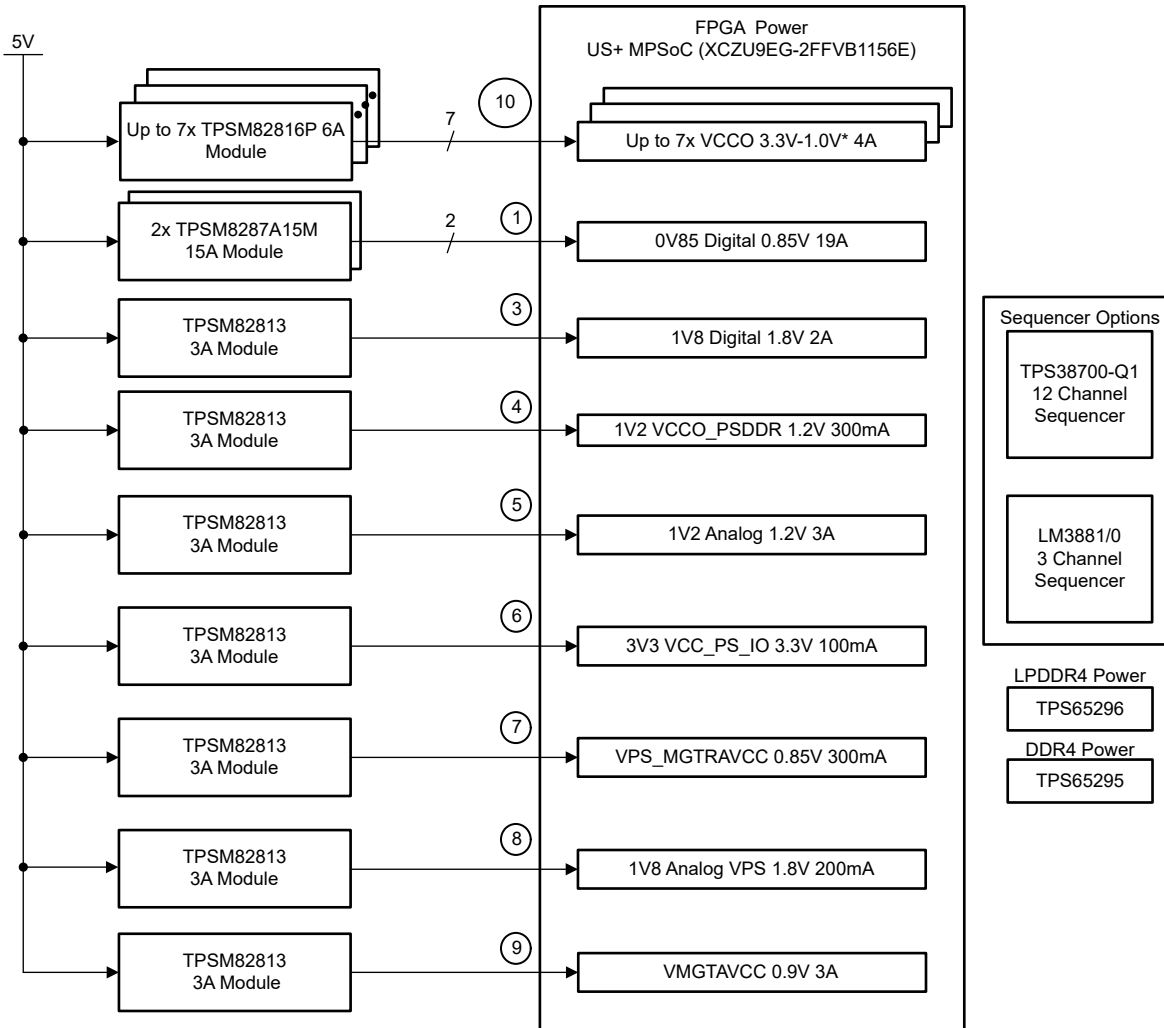 5V
FPGA Power
US+ MPSoC (XCZU9EG-2FFVB1156E)
Up to 7x TPSM82816P 6A
Module
7
10
Up to 7x VCCO 3.3V-1.0V* 4A
2x TPSM8287A15M
15A Module
2
1
0V85 Digital 0.85V 19A
TPSM82813
3A Module
3
1V8 Digital 1.8V 2A
TPSM82813
3A Module
4
1V2 VCCO_PSDDR 1.2V 300mA
TPSM82813
3A Module
5
1V2 Analog 1.2V 3A
TPSM82813
3A Module
6
3V3 VCC_PS_IO 3.3V 100mA
TPSM82813
3A Module
7
VPS_MGTRAVCC 0.85V 300mA
TPSM82813
3A Module
8
1V8 Analog VPS 1.8V 200mA
TPSM82813
3A Module
9
VMGTAVCC 0.9V 3A
Sequencer Options
TPS38700-Q1
12 Channel
Sequencer
LM3881/0
3 Channel
Sequencer
LPDDR4 Power
TPS65296
DDR4 Power
TPS65295